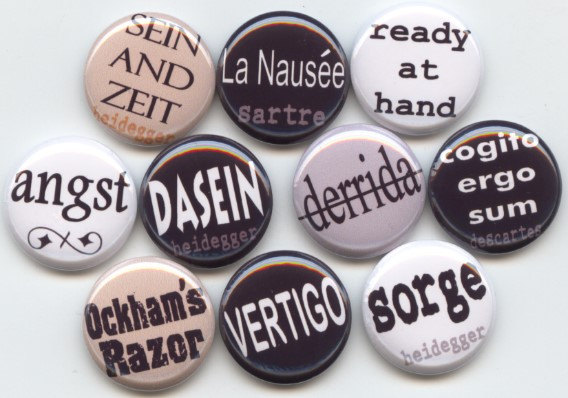 SEIN
AND
ZEIT
heidegger
La Nausée
sartre
ready
at
hand
angst
DASEIN
heidegger
derrida
cogito
ergo
sum
descartes
Ockham's
Razor
VERTIGO
sorge
heidegger